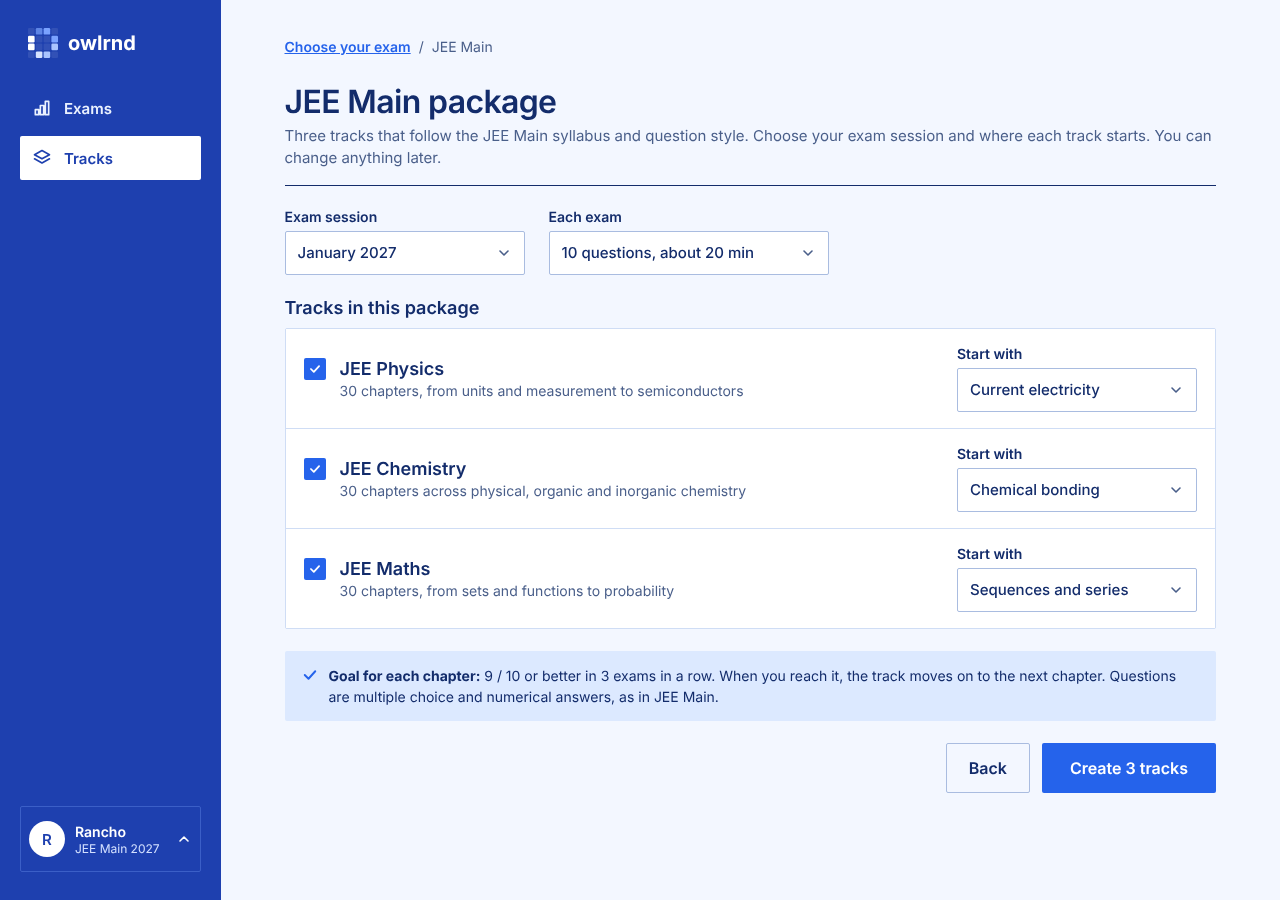 owlrnd
Exams
Tracks
Choose your exam / JEE Main
JEE Main package
Three tracks that follow the JEE Main syllabus and question style. Choose your exam session and where each track starts. You can
change anything later.
Exam session
January 2027
Each exam
10 questions, about 20 min
Tracks in this package
JEE Physics
30 chapters, from units and measurement to semiconductors
Start with
Current electricity
JEE Chemistry
30 chapters across physical, organic and inorganic chemistry
Start with
Chemical bonding
JEE Maths
30 chapters, from sets and functions to probability
Start with
Sequences and series
Goal for each chapter: 9 / 10 or better in 3 exams in a row. When you reach it, the track moves on to the next chapter. Questions
are multiple choice and numerical answers, as in JEE Main.
Back
Create 3 tracks
R
Rancho
JEE Main 2027